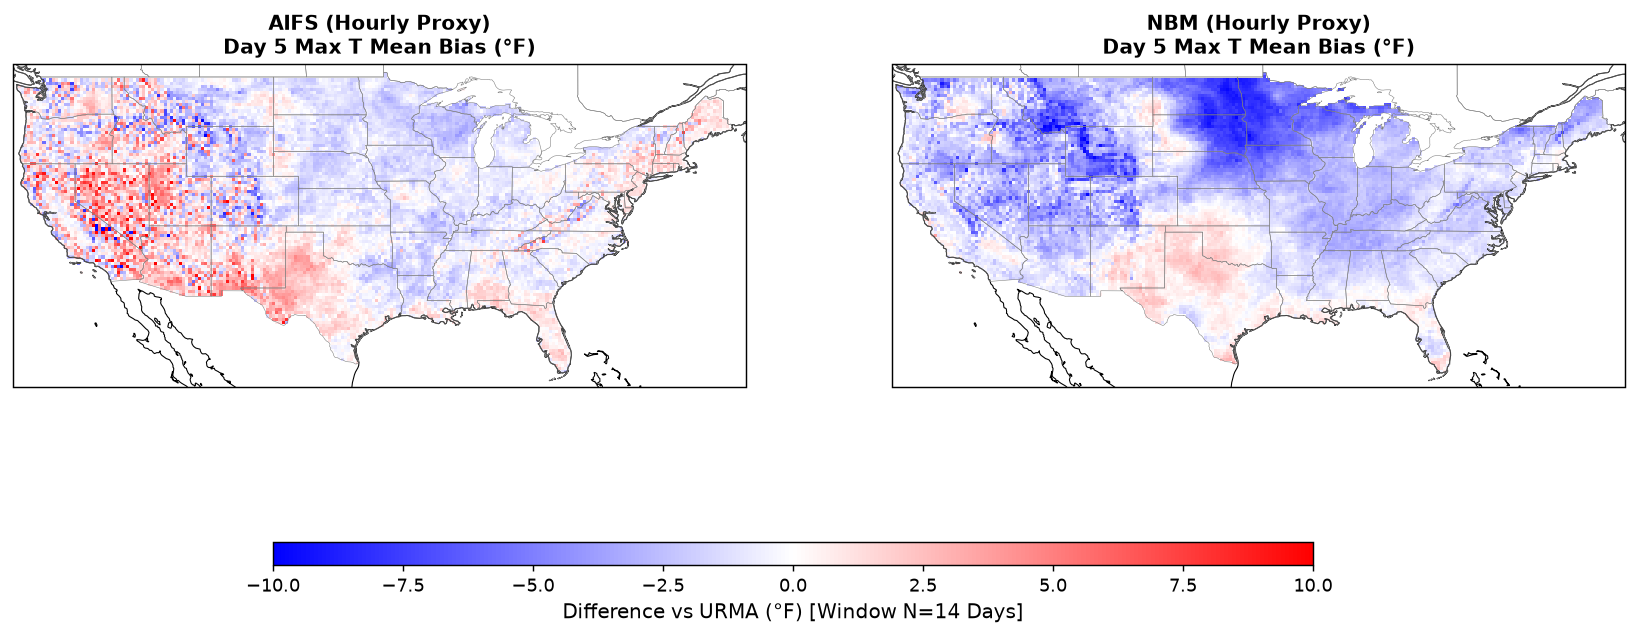 AIFS (Hourly Proxy)
Day 5 Max T Mean Bias (°F)
NBM (Hourly Proxy)
Day 5 Max T Mean Bias (°F)
−10.0 −7.5 −5.0 −2.5 0.0 2.5 5.0 7.5 10.0
Difference vs URMA (°F) [Window N=14 Days]